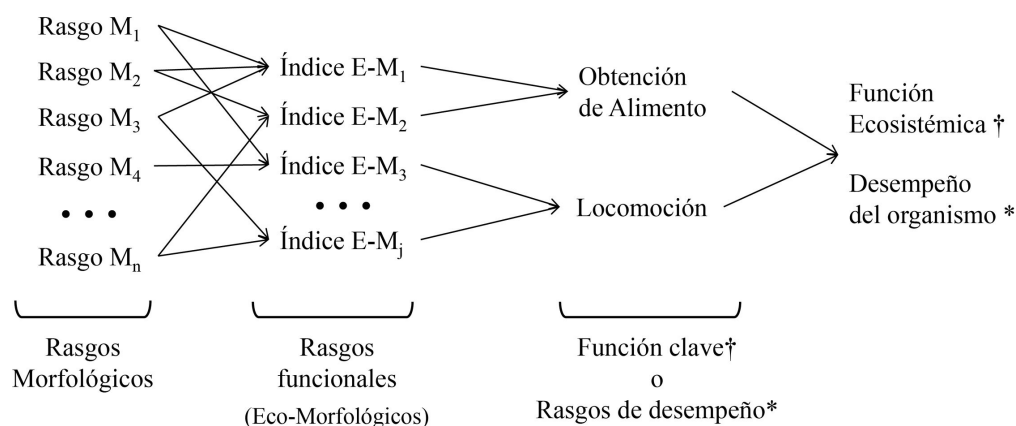 Rasgo M1
Rasgo M2
Rasgo M3
Rasgo M4
• • •
Rasgo Mn
Índice E-M1
Índice E-M2
Índice E-M3
• • •
Índice E-Mj
Obtención
de Alimento
Locomoción
Función
Ecosistémica †
Desempeño
del organismo *
Rasgos
Morfológicos
Rasgos
funcionales
(Eco-Morfológicos)
Función clave†
o
Rasgos de desempeño*